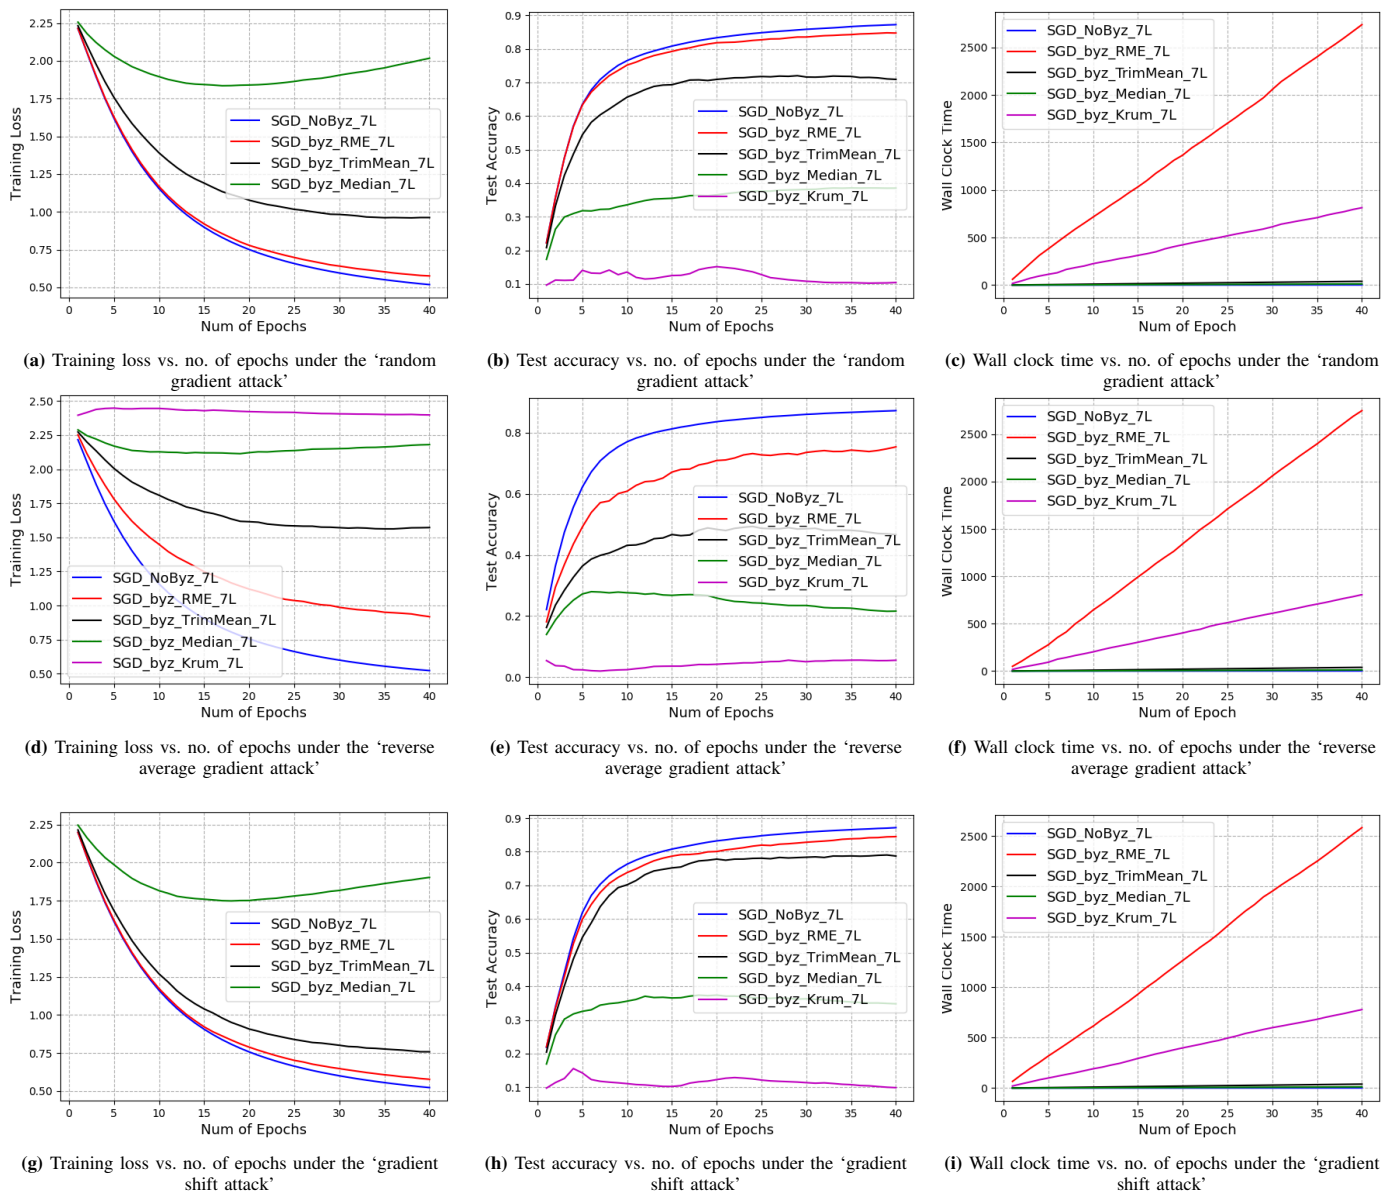 2.25
2.00
1.75
1.50
1.25
1.00
0.75
0.50
Training Loss
SGD_NoByz_7L
SGD_byz_RME_7L
SGD_byz_TrimMean_7L
SGD_byz_Median_7L
0 5 10 15 20 25 30 35 40
Num of Epochs
(a) Training loss vs. no. of epochs under the ‘random
gradient attack’
0.9
0.8
0.7
0.6
0.5
0.4
0.3
0.2
0.1
Test Accuracy
SGD_NoByz_7L
SGD_byz_RME_7L
SGD_byz_TrimMean_7L
SGD_byz_Median_7L
SGD_byz_Krum_7L
0 5 10 15 20 25 30 35 40
Num of Epochs
(b) Test accuracy vs. no. of epochs under the ‘random
gradient attack’
2500
2000
1500
1000
500
0
Wall Clock Time
SGD_NoByz_7L
SGD_byz_RME_7L
SGD_byz_TrimMean_7L
SGD_byz_Median_7L
SGD_byz_Krum_7L
0 5 10 15 20 25 30 35 40
Num of Epoch
(c) Wall clock time vs. no. of epochs under the ‘random
gradient attack’
2.50
2.25
2.00
1.75
1.50
1.25
1.00
0.75
0.50
Training Loss
SGD_NoByz_7L
SGD_byz_RME_7L
SGD_byz_TrimMean_7L
SGD_byz_Median_7L
SGD_byz_Krum_7L
0 5 10 15 20 25 30 35 40
Num of Epochs
(d) Training loss vs. no. of epochs under the ‘reverse
average gradient attack’
0.8
0.6
0.4
0.2
0.0
Test Accuracy
SGD_NoByz_7L
SGD_byz_RME_7L
SGD_byz_TrimMean_7L
SGD_byz_Median_7L
SGD_byz_Krum_7L
0 5 10 15 20 25 30 35 40
Num of Epochs
(e) Test accuracy vs. no. of epochs under the ‘reverse
average gradient attack’
2500
2000
1500
1000
500
0
Wall Clock Time
SGD_NoByz_7L
SGD_byz_RME_7L
SGD_byz_TrimMean_7L
SGD_byz_Median_7L
SGD_byz_Krum_7L
0 5 10 15 20 25 30 35 40
Num of Epoch
(f) Wall clock time vs. no. of epochs under the ‘reverse
average gradient attack’
2.25
2.00
1.75
1.50
1.25
1.00
0.75
0.50
Training Loss
SGD_NoByz_7L
SGD_byz_RME_7L
SGD_byz_TrimMean_7L
SGD_byz_Median_7L
0 5 10 15 20 25 30 35 40
Num of Epochs
(g) Training loss vs. no. of epochs under the ‘gradient
shift attack’
0.9
0.8
0.7
0.6
0.5
0.4
0.3
0.2
0.1
Test Accuracy
SGD_NoByz_7L
SGD_byz_RME_7L
SGD_byz_TrimMean_7L
SGD_byz_Median_7L
SGD_byz_Krum_7L
0 5 10 15 20 25 30 35 40
Num of Epochs
(h) Test accuracy vs. no. of epochs under the ‘gradient
shift attack’
2500
2000
1500
1000
500
0
Wall Clock Time
SGD_NoByz_7L
SGD_byz_RME_7L
SGD_byz_TrimMean_7L
SGD_byz_Median_7L
SGD_byz_Krum_7L
0 5 10 15 20 25 30 35 40
Num of Epoch
(i) Wall clock time vs. no. of epochs under the ‘gradient
shift attack’